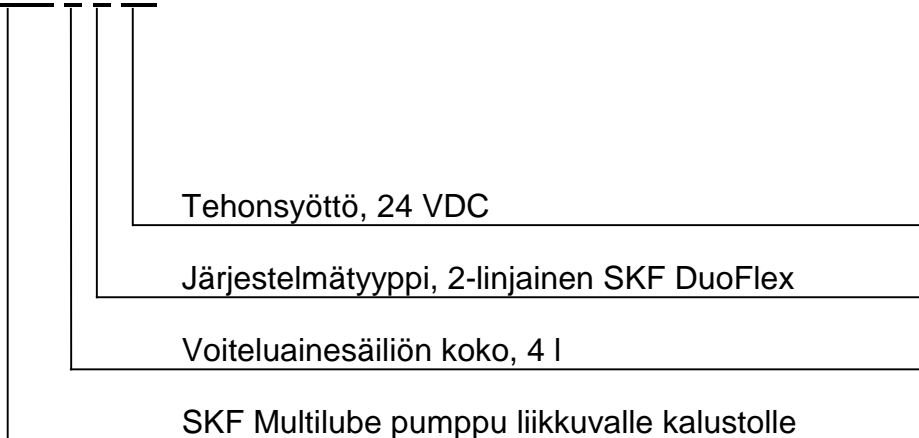 Tehonsyöttö, 24 VDC
Järjestelmätyyppi, 2-linjainen SKF DuoFlex
Voiteluainesäiliön koko, 4 l
SKF Multilube pumppu liikkuvalle kalustolle